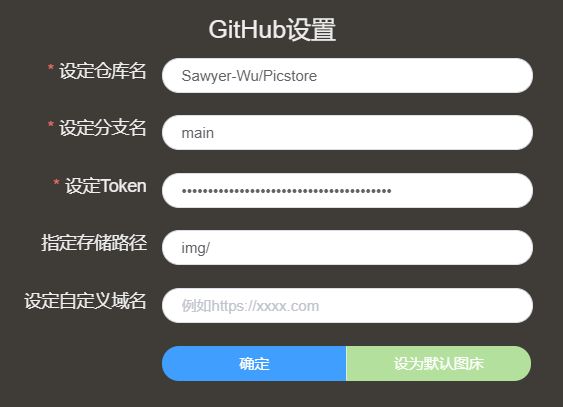 GitHub设置
* 设定仓库名 Sawyer-Wu/Picstore
* 设定分支名 main
* 设定Token ••••••••••••••••••••••••••••••••••••••••
指定存储路径 img/
设定自定义域名 例如https://xxxx.com
确定 设为默认图床